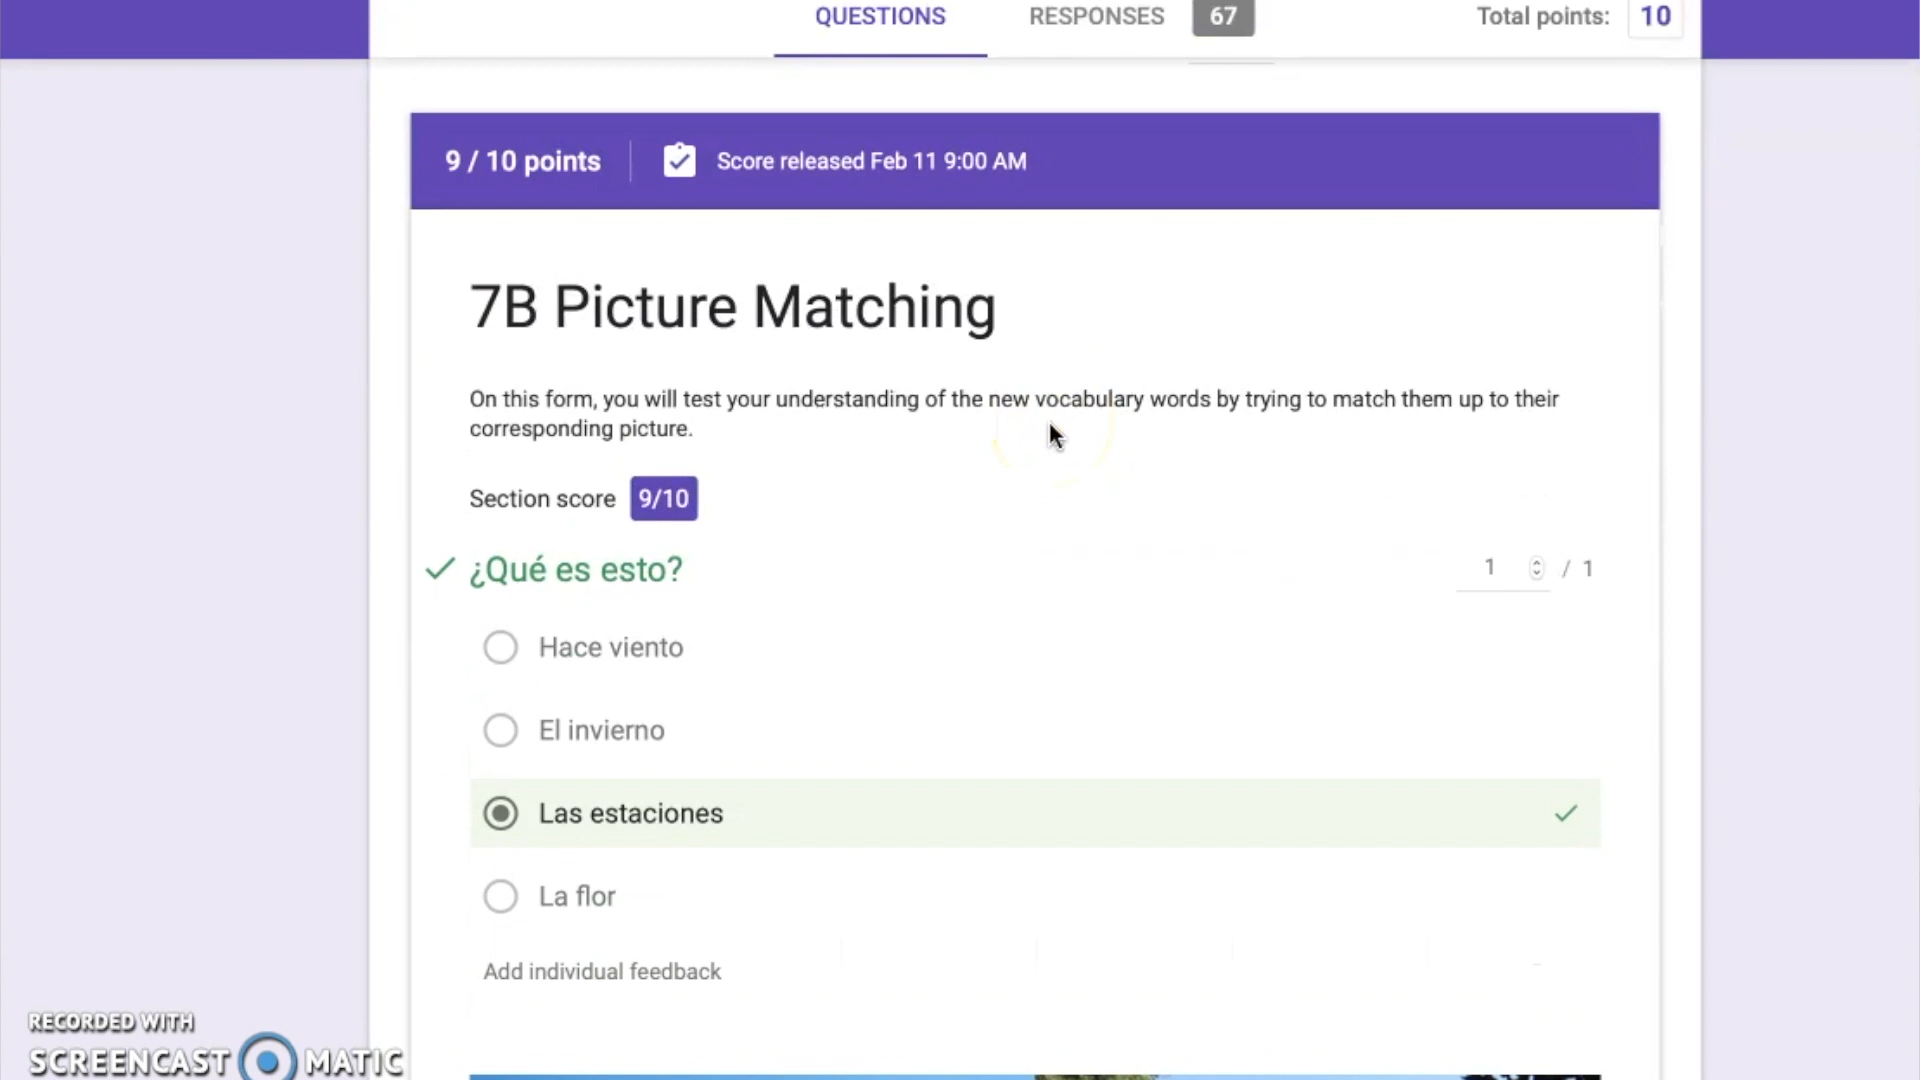 QUESTIONS RESPONSES 67 Total points: 10
9 / 10 points Score released Feb 11 9:00 AM
7B Picture Matching
On this form, you will test your understanding of the new vocabulary words by trying to match them up to their
corresponding picture.
Section score 9/10
¿Qué es esto? 1 / 1
Hace viento
El invierno
Las estaciones
La flor
Add individual feedback
RECORDED WITH
SCREENCAST MATIC